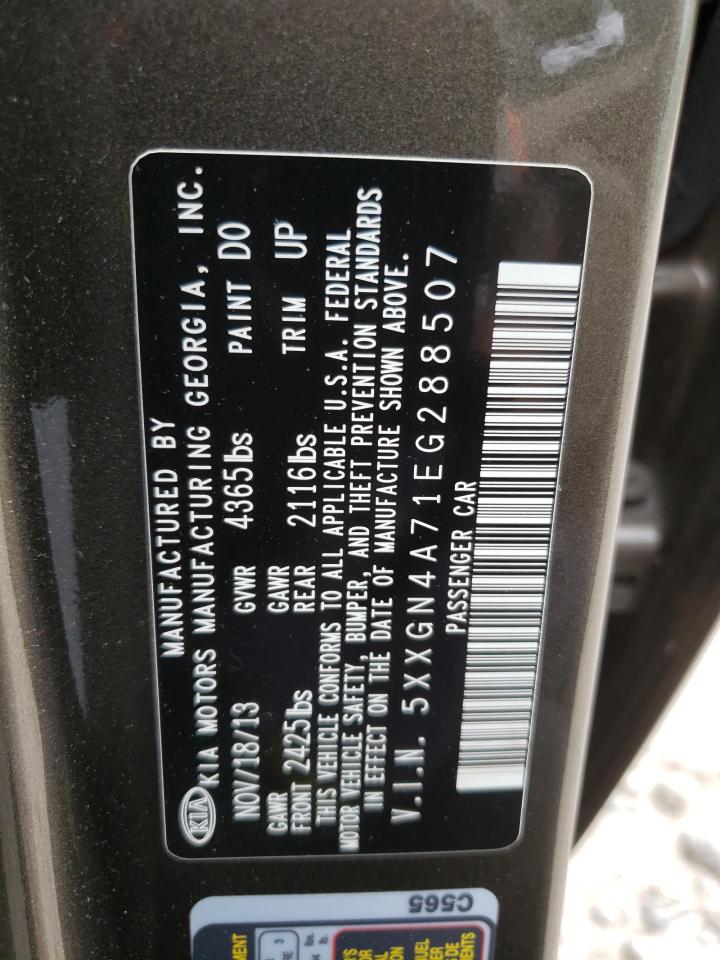 MANUFACTURED BY
KIA KIA MOTORS MANUFACTURING GEORGIA, INC.
NOV/18/13 GVWR 4365lbs PAINT DO
GAWR FRONT 2425lbs GAWR REAR 2116lbs TRIM UP
THIS VEHICLE CONFORMS TO ALL APPLICABLE U.S.A. FEDERAL
MOTOR VEHICLE SAFETY, BUMPER, AND THEFT PREVENTION STANDARDS
IN EFFECT ON THE DATE OF MANUFACTURE SHOWN ABOVE.
V.I.N. 5XXGN4A71EG288507
PASSENGER CAR
C565